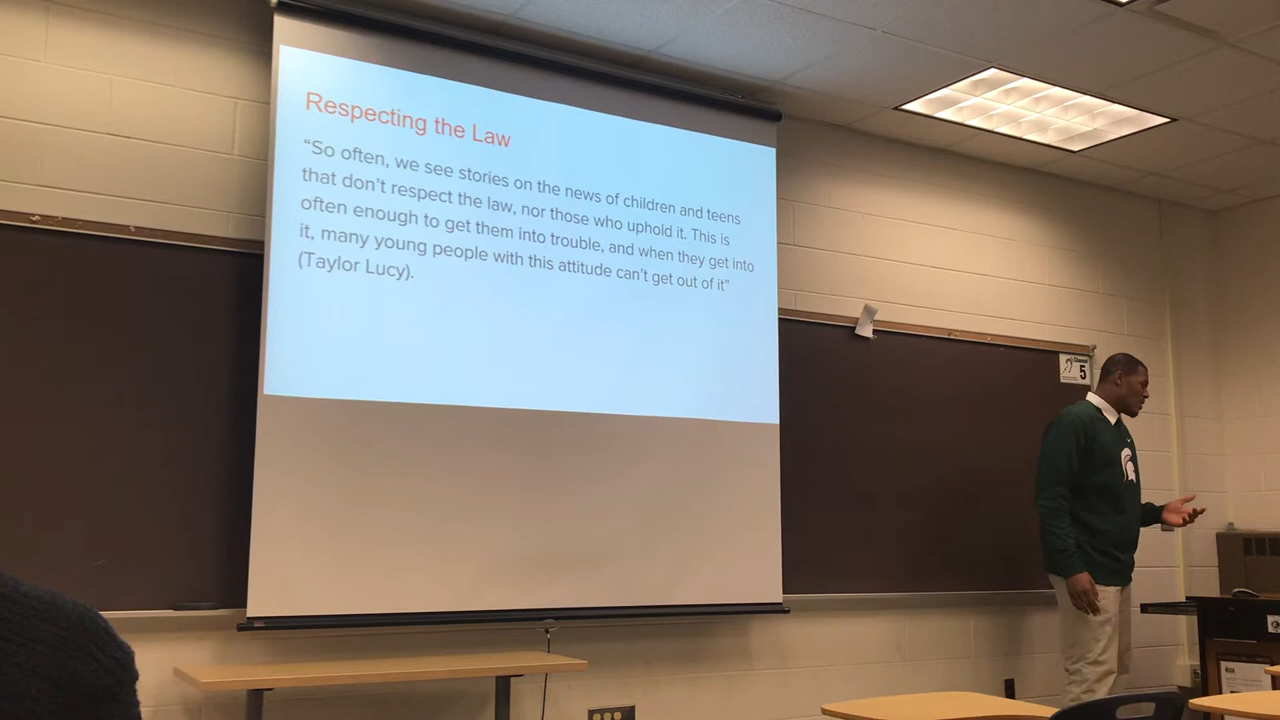 Respecting the Law
“So often, we see stories on the news of children and teens
that don’t respect the law, nor those who uphold it. This is
often enough to get them into trouble, and when they get into
it, many young people with this attitude can’t get out of it”
(Taylor Lucy).
Channel
5